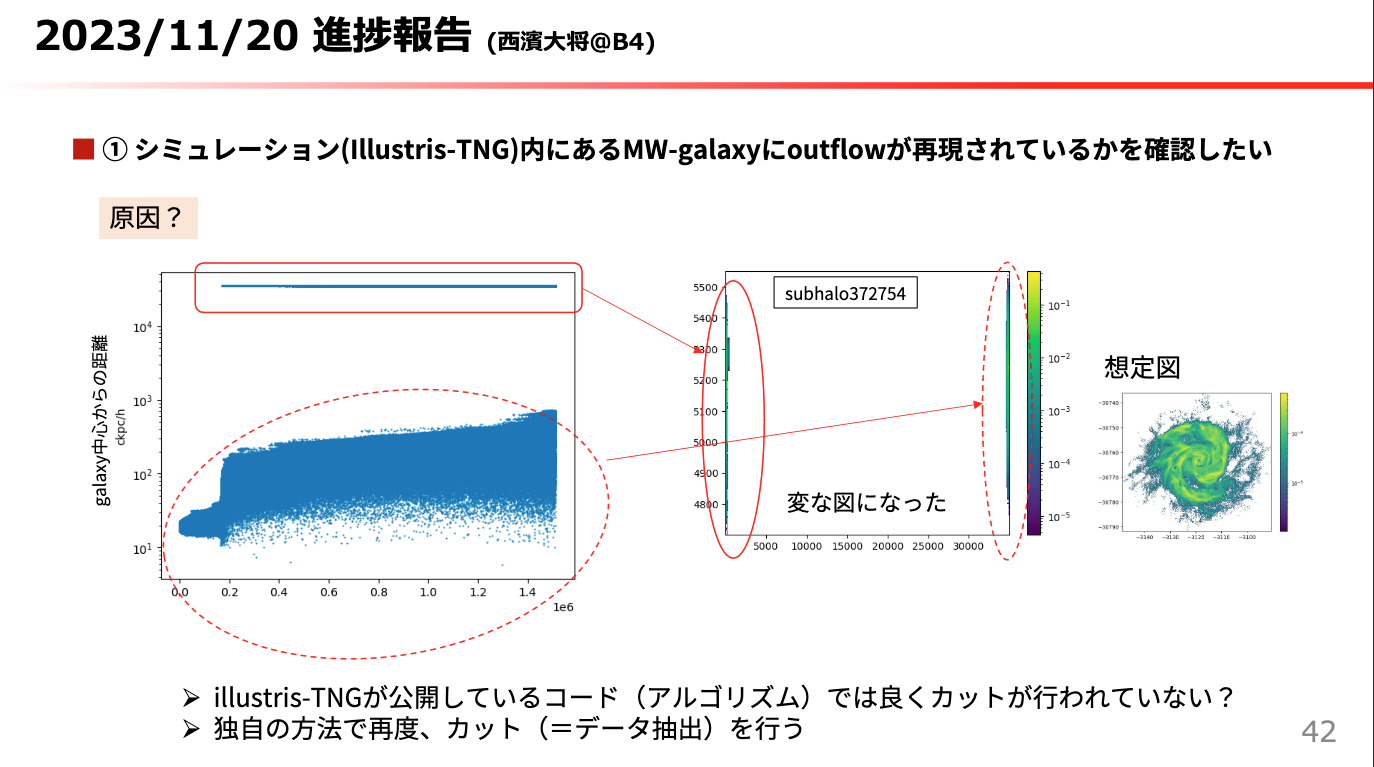 2023/11/20 進捗報告 (西濱大将@B4)
① シミュレーション(Illustris-TNG)内にあるMW-galaxyにoutflowが再現されているかを確認したい
原因？
galaxy中心からの距離
ckpc/h
10⁴
10³
10²
10¹
0.0 0.2 0.4 0.6 0.8 1.0 1.2 1.4
1e6
subhalo372754
5500
5400
5300
5200
5100
5000
4900
4800
変な図になった
5000 10000 15000 20000 25000 30000
10⁻¹
10⁻²
10⁻³
10⁻⁴
10⁻⁵
想定図
−30740
−30750
−30760
−30770
−30780
−30790
−3140 −3130 −3120 −3110 −3100
10⁻⁴
10⁻⁵
➢ illustris-TNGが公開しているコード（アルゴリズム）では良くカットが行われていない？
➢ 独自の方法で再度、カット（＝データ抽出）を行う
42